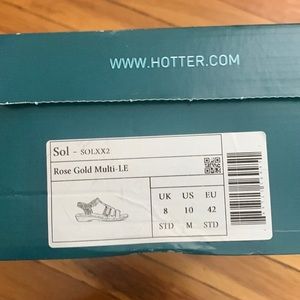 WWW.HOTTER.COM
Sol - SOLXX2
Rose Gold Multi-LE
UK US EU
8 10 42
STD M STD